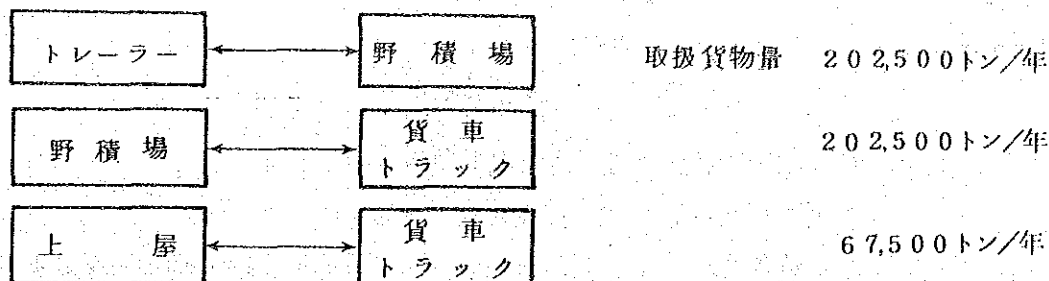 トレーラー 野積場 取扱貨物量 202,500トン/年
野積場 貨車トラック 202,500トン/年
上屋 貨車トラック 67,500トン/年